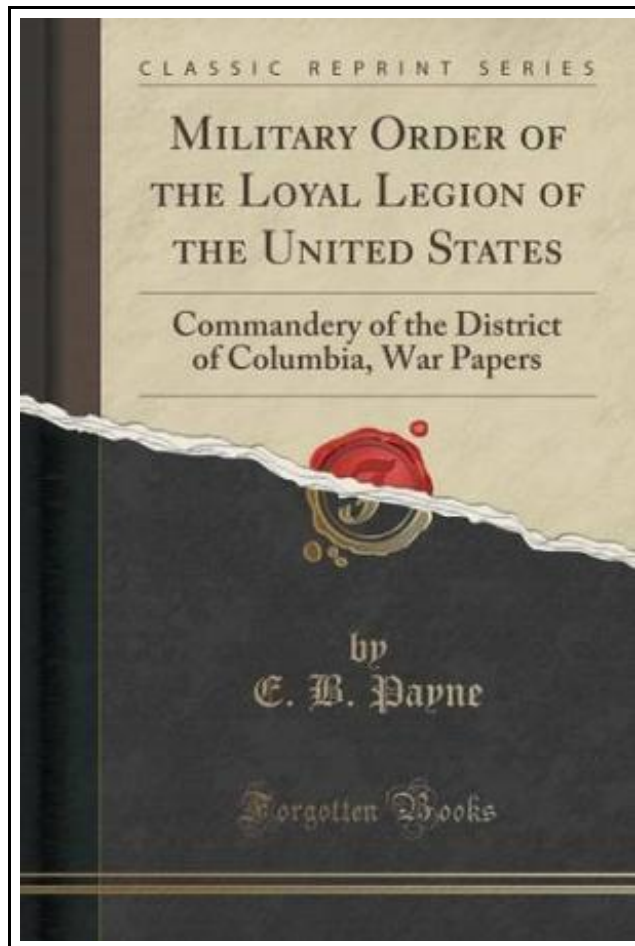 CLASSIC REPRINT SERIES
MILITARY ORDER OF
THE LOYAL LEGION OF
THE UNITED STATES
Commandery of the District
of Columbia, War Papers
F
by
E. B. Payne
Forgotten Books